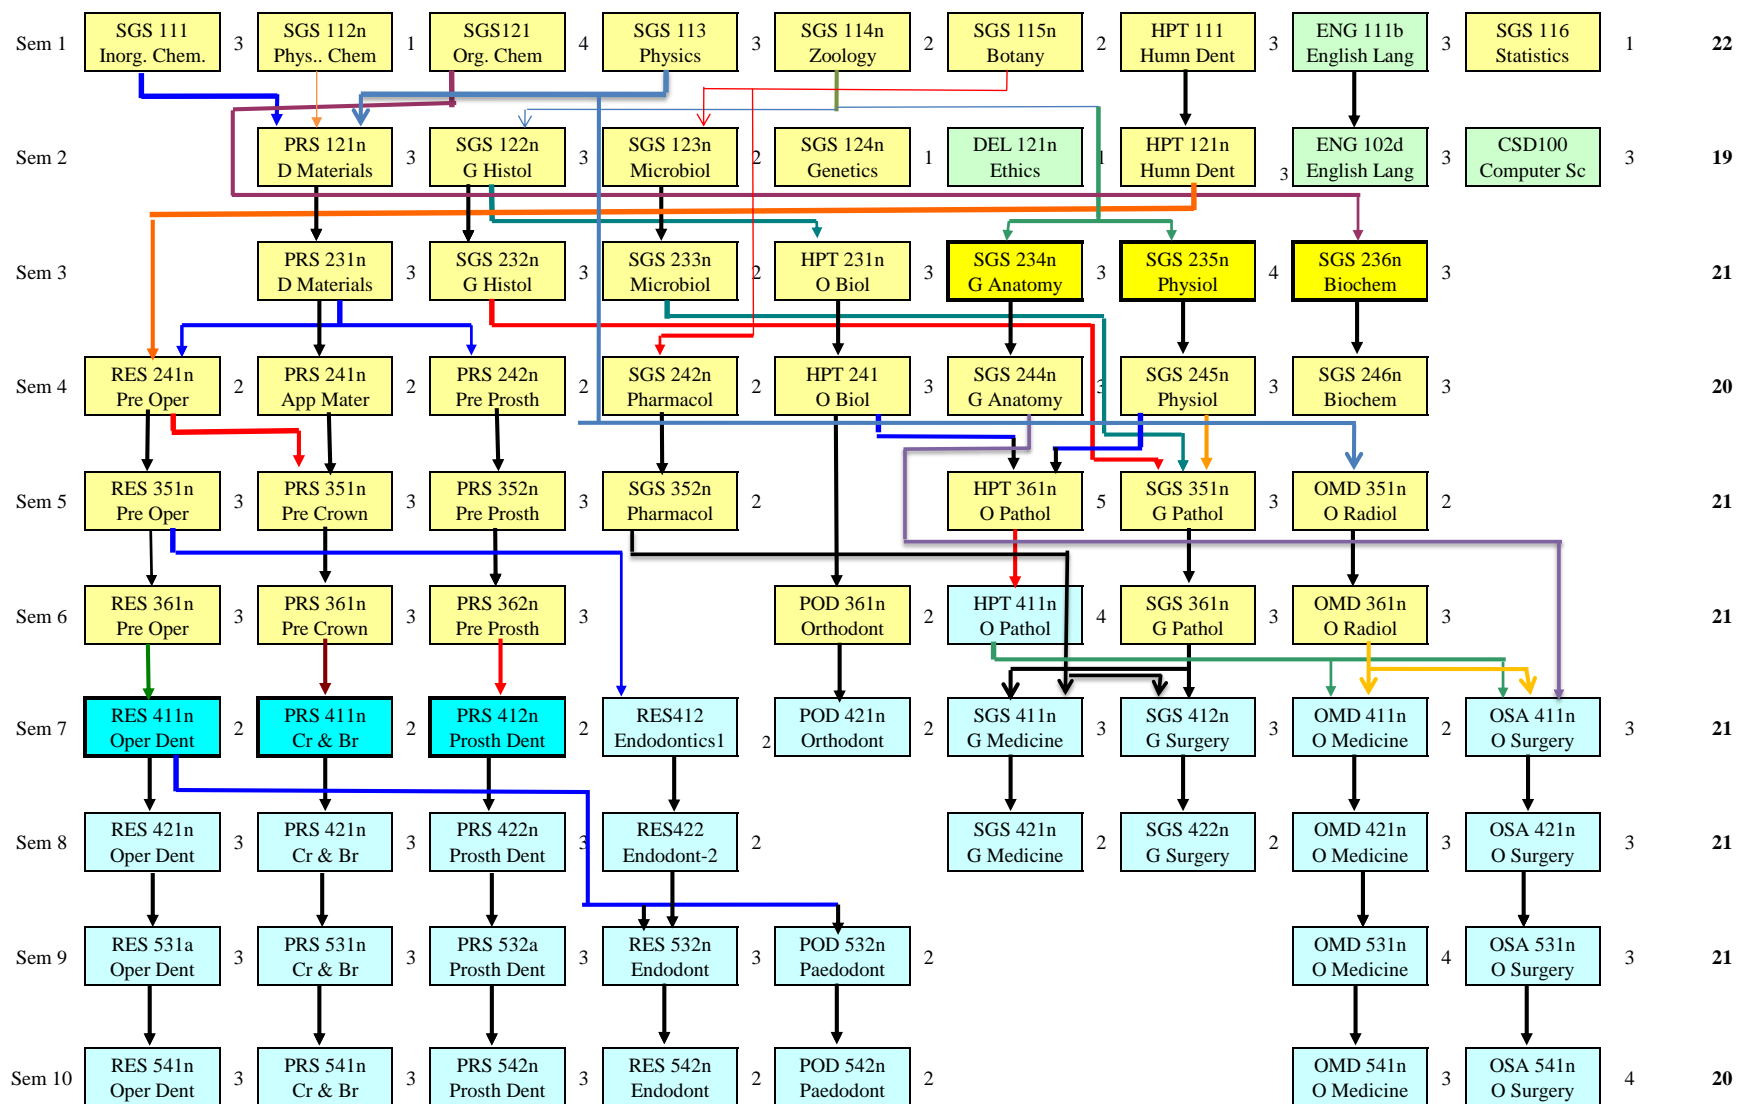 Sem 1
SGS 111
Inorg. Chem.
3
SGS 112n
Phys.. Chem
1
SGS121
Org. Chem
4
SGS 113
Physics
3
SGS 114n
Zoology
2
SGS 115n
Botany
2
HPT 111
Humn Dent
3
ENG 111b
English Lang
3
SGS 116
Statistics
1
22
Sem 2
PRS 121n
D Materials
3
SGS 122n
G Histol
3
SGS 123n
Microbiol
2
SGS 124n
Genetics
1
DEL 121n
Ethics
1
HPT 121n
Humn Dent
3
ENG 102d
English Lang
3
CSD100
Computer Sc
3
19
Sem 3
PRS 231n
D Materials
3
SGS 232n
G Histol
3
SGS 233n
Microbiol
2
HPT 231n
O Biol
3
SGS 234n
G Anatomy
3
SGS 235n
Physiol
4
SGS 236n
Biochem
3
21
Sem 4
RES 241n
Pre Oper
2
PRS 241n
App Mater
2
PRS 242n
Pre Prosth
2
SGS 242n
Pharmacol
2
HPT 241
O Biol
3
SGS 244n
G Anatomy
3
SGS 245n
Physiol
3
SGS 246n
Biochem
3
20
Sem 5
RES 351n
Pre Oper
3
PRS 351n
Pre Crown
3
PRS 352n
Pre Prosth
3
SGS 352n
Pharmacol
2
HPT 361n
O Pathol
5
SGS 351n
G Pathol
3
OMD 351n
O Radiol
2
21
Sem 6
RES 361n
Pre Oper
3
PRS 361n
Pre Crown
3
PRS 362n
Pre Prosth
3
POD 361n
Orthodont
2
HPT 411n
O Pathol
4
SGS 361n
G Pathol
3
OMD 361n
O Radiol
3
21
Sem 7
RES 411n
Oper Dent
2
PRS 411n
Cr & Br
2
PRS 412n
Prosth Dent
2
RES412
Endodontics1
2
POD 421n
Orthodont
2
SGS 411n
G Medicine
3
SGS 412n
G Surgery
3
OMD 411n
O Medicine
2
OSA 411n
O Surgery
3
21
Sem 8
RES 421n
Oper Dent
3
PRS 421n
Cr & Br
3
PRS 422n
Prosth Dent
3
RES422
Endodont-2
2
SGS 421n
G Medicine
2
SGS 422n
G Surgery
2
OMD 421n
O Medicine
3
OSA 421n
O Surgery
3
21
Sem 9
RES 531a
Oper Dent
3
PRS 531n
Cr & Br
3
PRS 532a
Prosth Dent
3
RES 532n
Endodont
3
POD 532n
Paedodont
2
OMD 531n
O Medicine
4
OSA 531n
O Surgery
3
21
Sem 10
RES 541n
Oper Dent
3
PRS 541n
Cr & Br
3
PRS 542n
Prosth Dent
3
RES 542n
Endodont
2
POD 542n
Paedodont
2
OMD 541n
O Medicine
3
OSA 541n
O Surgery
4
20